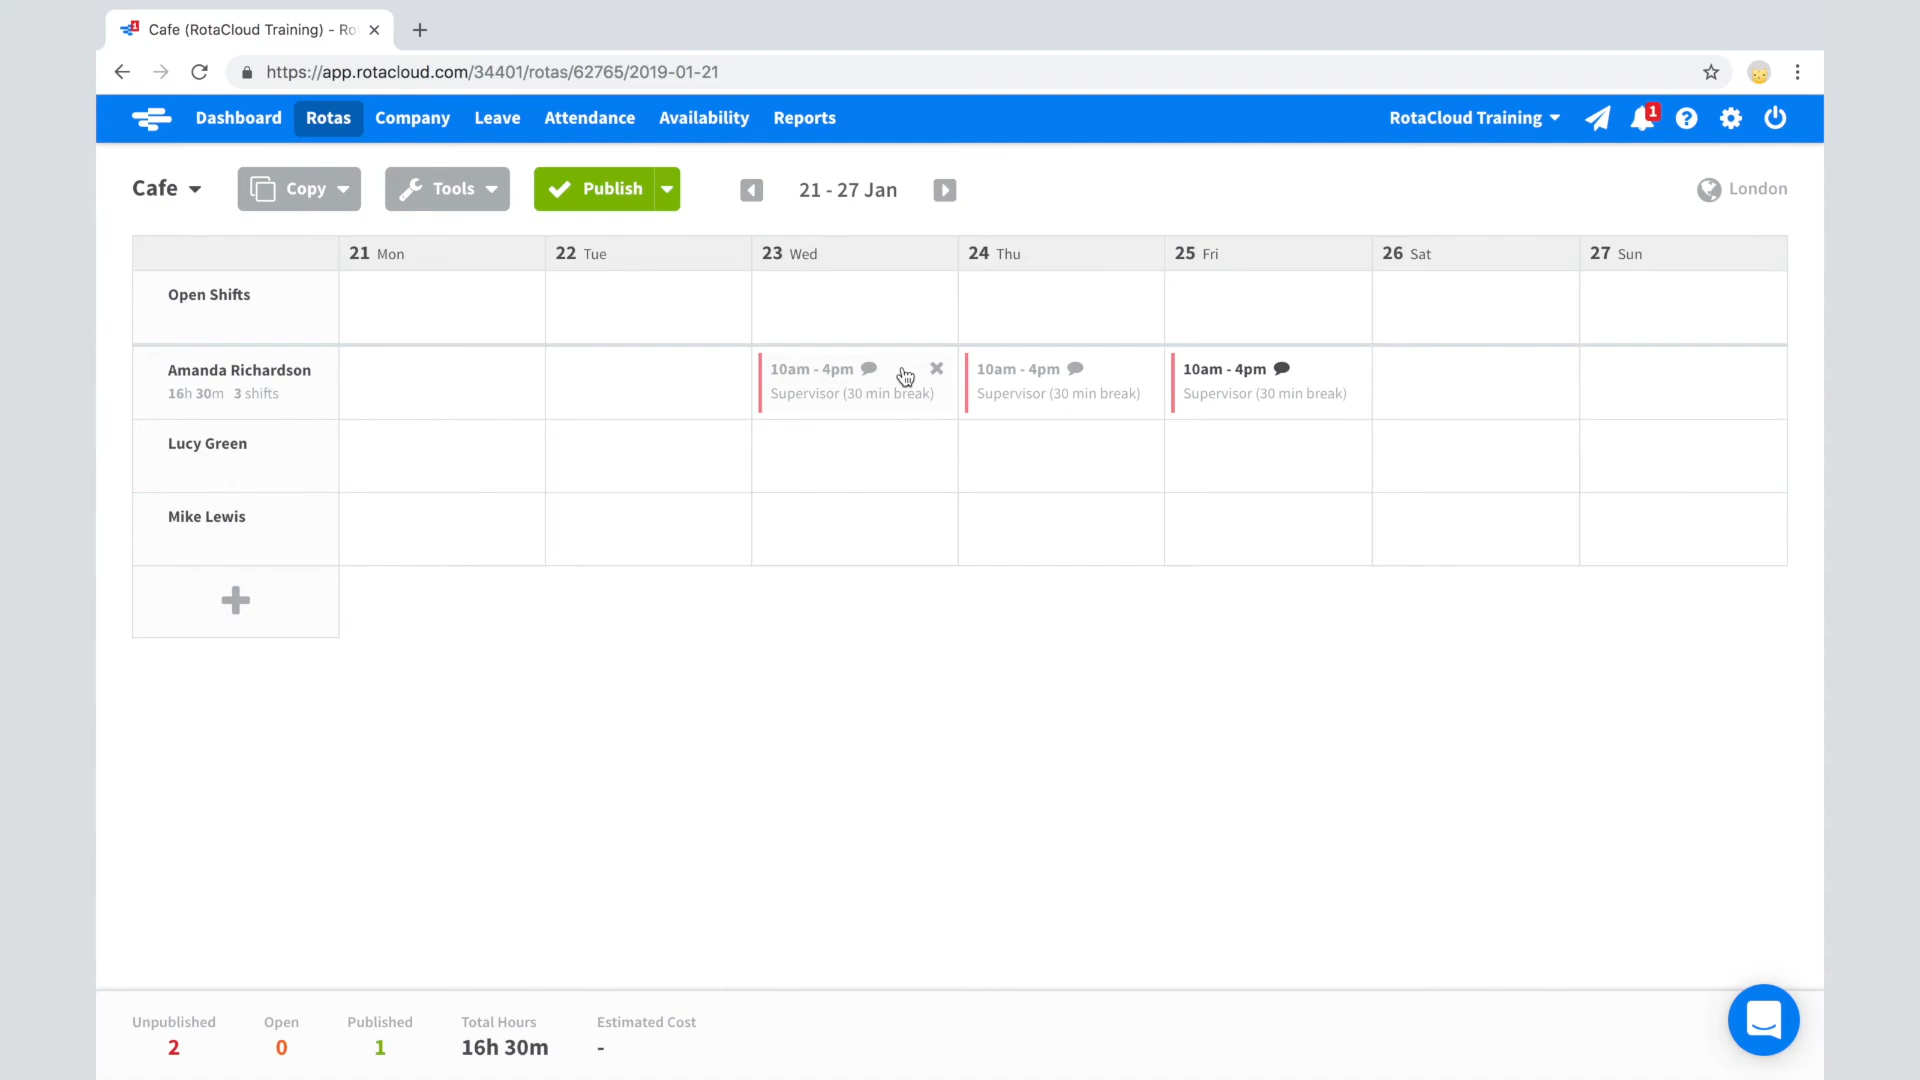 Cafe (RotaCloud Training) - Ro
https://app.rotacloud.com/34401/rotas/62765/2019-01-21
Dashboard Rotas Company Leave Attendance Availability Reports RotaCloud Training 1
Cafe Copy Tools Publish 21 - 27 Jan London
21 Mon 22 Tue 23 Wed 24 Thu 25 Fri 26 Sat 27 Sun
Open Shifts
Amanda Richardson 10am - 4pm 10am - 4pm 10am - 4pm
16h 30m 3 shifts Supervisor (30 min break) Supervisor (30 min break) Supervisor (30 min break)
Lucy Green
Mike Lewis
Unpublished Open Published Total Hours Estimated Cost
2 0 1 16h 30m -